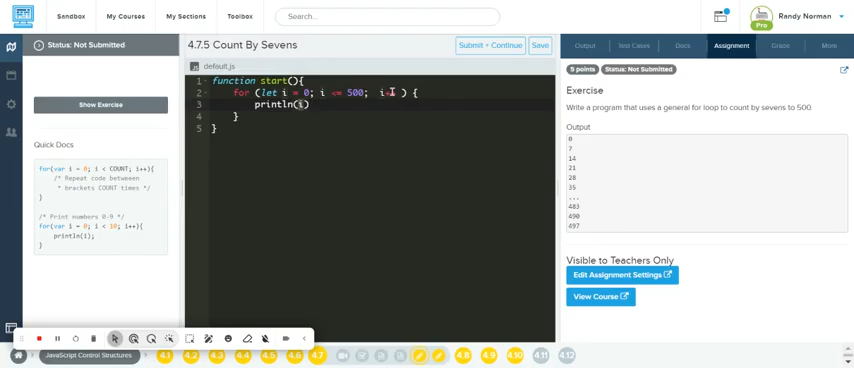 Sandbox
My Courses
My Sections
Toolbox
Search...
Pro
Randy Norman
Status: Not Submitted
Show Exercise
Quick Docs
for(var i = 0; i < COUNT; i++){
/* Repeat code betweeen
* brackets COUNT times */
}
/* Print numbers 0-9 */
for(var i = 0; i < 10; i++){
println(i);
}
4.7.5 Count By Sevens
Submit + Continue
Save
default.js
1 function start(){
2 for (let i = 0; i <= 500; i+ ) {
3 println(i)
4 }
5 }
Output
Test Cases
Docs
Assignment
Grade
More
5 points
Status: Not Submitted
Exercise
Write a program that uses a general for loop to count by sevens to 500.
Output
0
7
14
21
28
35
...
483
490
497
Visible to Teachers Only
Edit Assignment Settings
View Course
JavaScript Control Structures
4.1
4.2
4.3
4.4
4.5
4.6
4.7
4.8
4.9
4.10
4.11
4.12